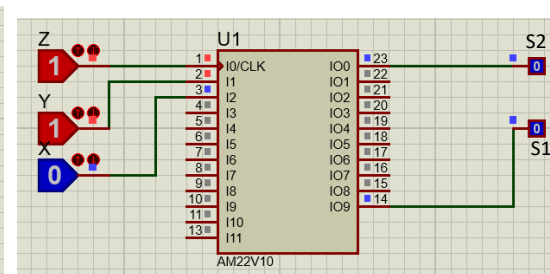 Z
U1
S2
1
1
I0/CLK
IO0
23
0
2
I1
IO1
22
3
I2
IO2
21
Y
4
I3
IO3
20
1
5
I4
IO4
19
0
6
I5
IO5
18
S1
X
7
I6
IO6
17
0
8
I7
IO7
16
9
I8
IO8
15
10
I9
IO9
14
11
I10
13
I11
AM22V10